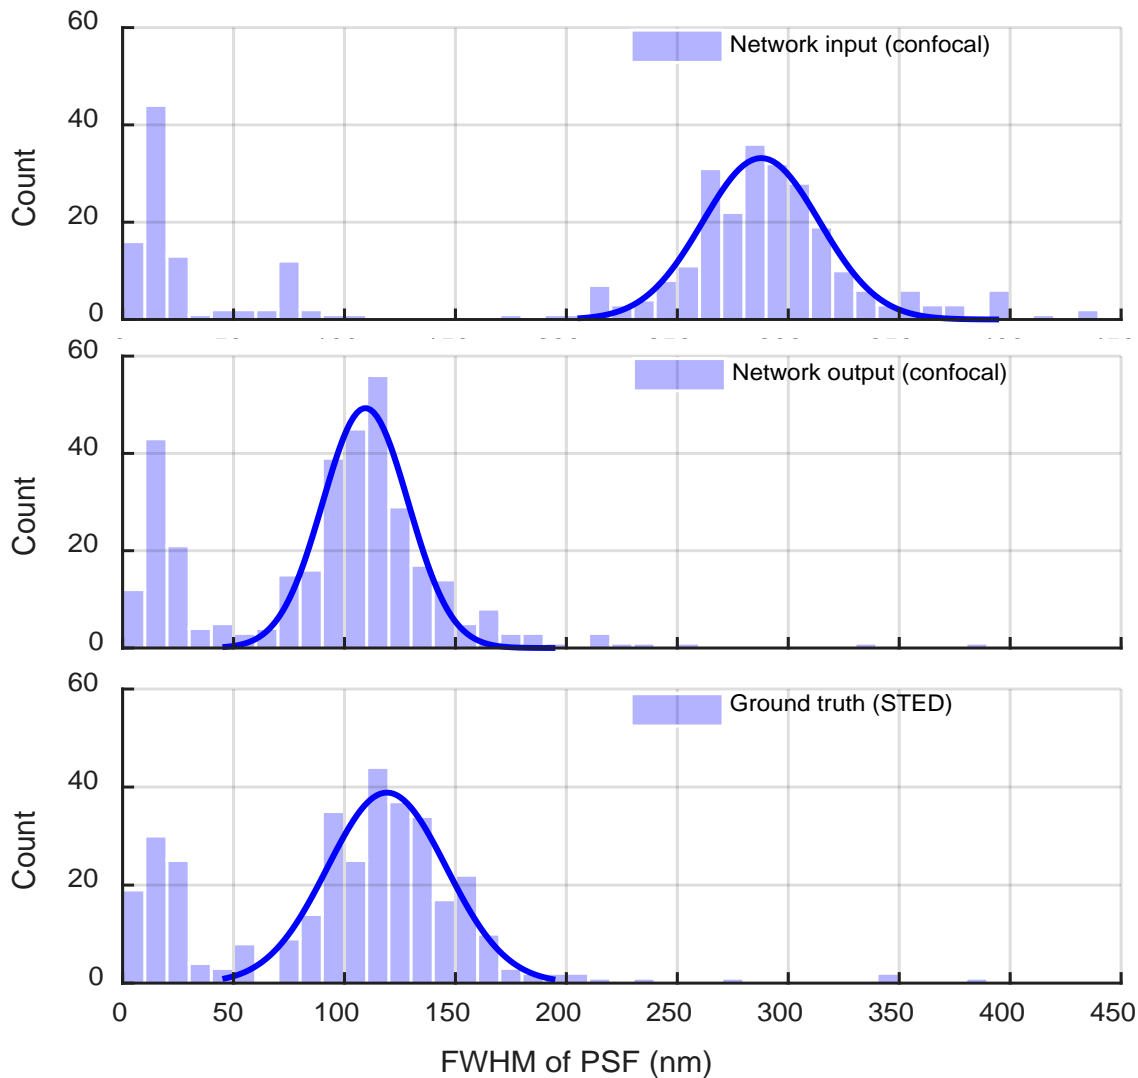 60
Network input (confocal)
40
Count
20
0
60
Network output (confocal)
40
Count
20
0
60
Ground truth (STED)
40
Count
20
0
0 50 100 150 200 250 300 350 400 450
FWHM of PSF (nm)